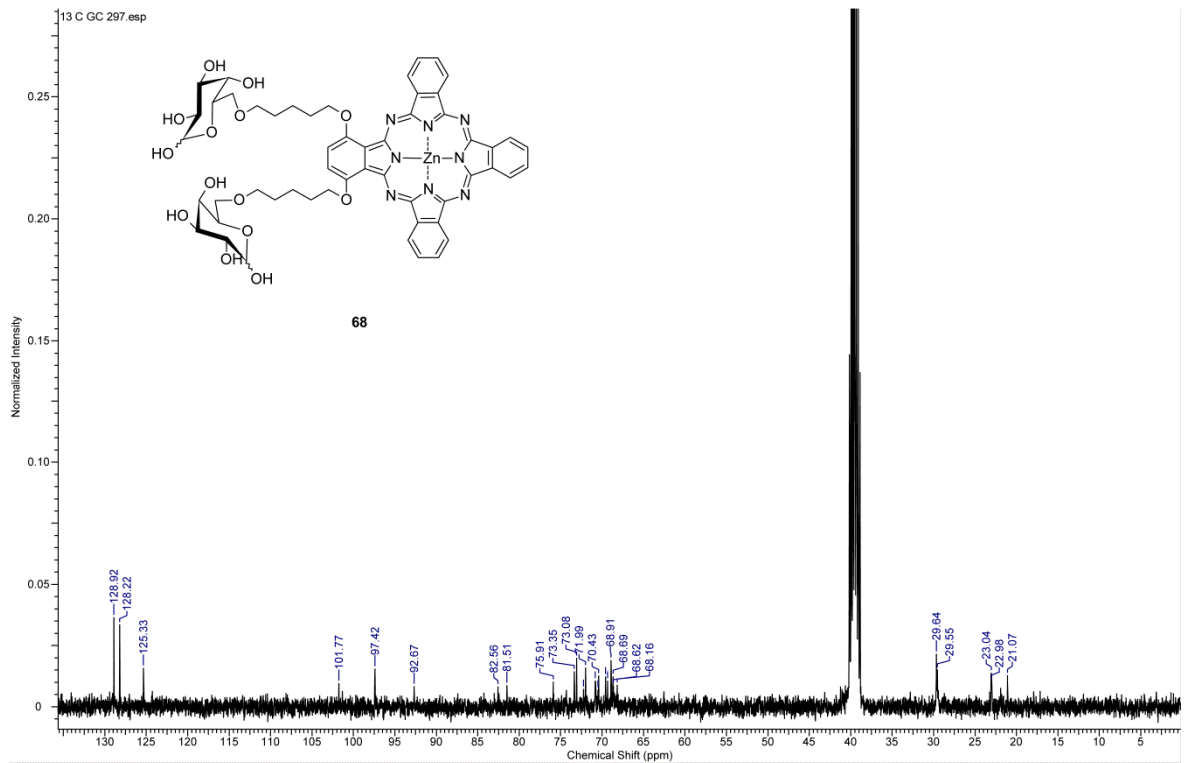 13 C GC 297.esp
OH
HO
OH
HO
O
O
O
HO
OH
HO
O
O
O
HO
OH
OH
N
N
N
N
N
Zn
N
N
N
68
Normalized Intensity
0.25
0.20
0.15
0.10
0.05
0
128.92
128.22
125.33
101.77
97.42
92.67
82.56
81.51
75.91
73.35
73.08
71.99
70.43
68.91
68.69
68.62
68.16
29.64
29.55
23.04
22.98
21.07
130 125 120 115 110 105 100 95 90 85 80 75 70 65 60 55 50 45 40 35 30 25 20 15 10 5
Chemical Shift (ppm)